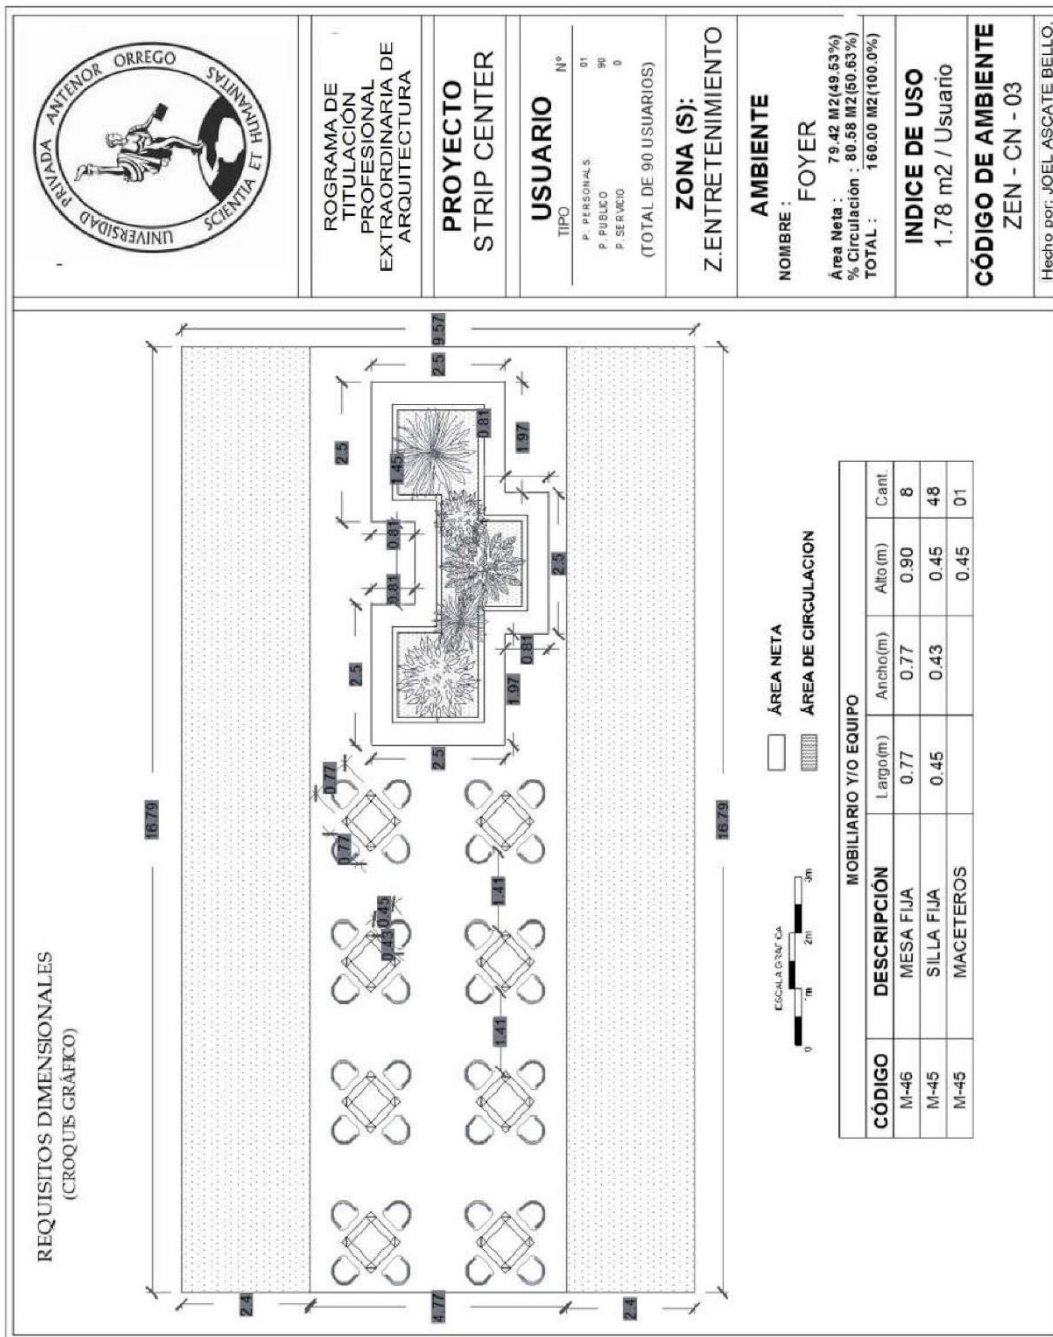 REQUISITOS DIMENSIONALES
(CROQUIS GRÁFICO)
16.79
2.4
4.77
2.4
9.57
2.5
2.5
2.5
2.5
0.81
0.81
1.45
0.81
1.97
1.97
0.81
2.5
0.77
0.77
0.45
0.43
1.41
1.41
16.79
ESCALA GRAFICA
0
1m
2m
3m
ÁREA NETA
ÁREA DE CIRCULACION
MOBILIARIO Y/O EQUIPO
CÓDIGO DESCRIPCIÓN Largo(m) Ancho(m) Alto(m) Cant.
M-46 MESA FIJA 0.77 0.77 0.90 8
M-45 SILLA FIJA 0.45 0.43 0.45 48
M-45 MACETEROS 0.45 01
UNIVERSIDAD PRIVADA ANTENOR ORREGO
SCIENTIA ET HUMANITAS
ROGRAMA DE
TITULACIÓN
PROFESIONAL
EXTRAORDINARIA DE
ARQUITECTURA
PROYECTO
STRIP CENTER
USUARIO
TIPO Nº
P. PERSONALS. 01
P. PUBLICO 90
P. SERVICIO 0
(TOTAL DE 90 USUARIOS)
ZONA (S):
Z.ENTRETENIMIENTO
AMBIENTE
NOMBRE :
FOYER
Área Neta : 79.42 M2(49.53%)
% Circulación : 80.58 M2(50.63%)
TOTAL : 160.00 M2(100.0%)
INDICE DE USO
1.78 m2 / Usuario
CÓDIGO DE AMBIENTE
ZEN - CN - 03
Hecho por: JOEL ASCATE BELLO.